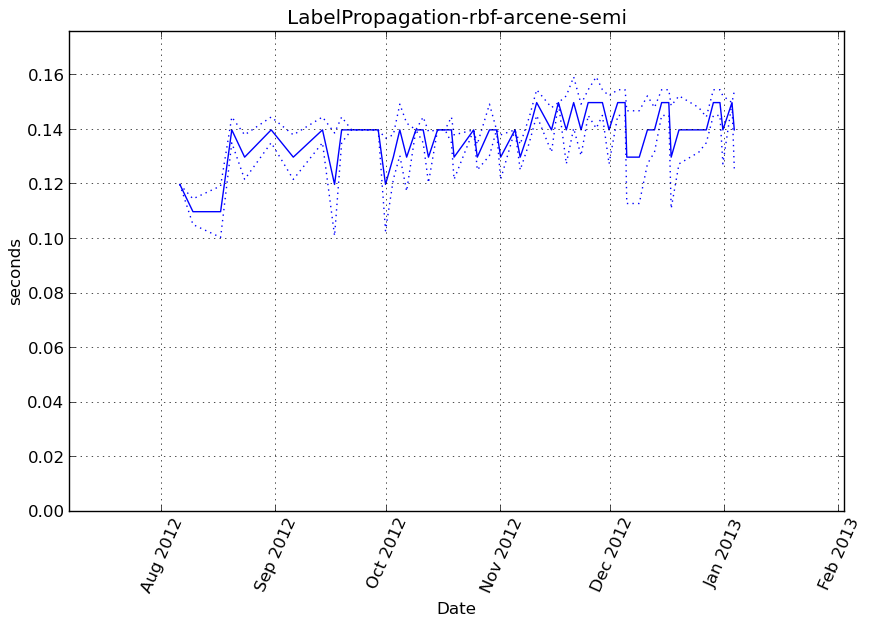 LabelPropagation-rbf-arcene-semi
0.16
0.14
0.12
0.10
0.08
0.06
0.04
0.02
0.00
seconds
Aug 2012
Sep 2012
Oct 2012
Nov 2012
Dec 2012
Jan 2013
Feb 2013
Date